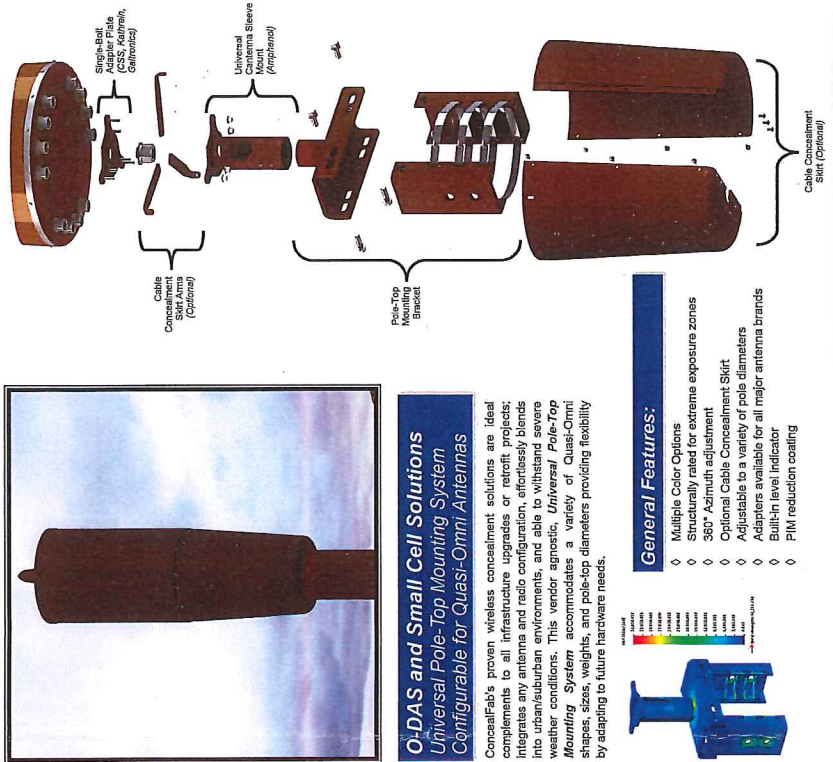 O-DAS and Small Cell Solutions
Universal Pole-Top Mounting System
Configurable for Quasi-Omni Antennas
ConcealFab's proven wireless concealment solutions are ideal
complements to all infrastructure upgrades or retrofit projects;
integrates any antenna and radio configuration, effortlessly blends
into urban/suburban environments, and able to withstand severe
weather conditions. This vendor agnostic, Universal Pole-Top
Mounting System accommodates a variety of Quasi-Omni
shapes, sizes, weights, and pole-top diameters providing flexibility
by adapting to future hardware needs.
General Features:
◊ Multiple Color Options
◊ Structurally rated for extreme exposure zones
◊ 360° Azimuth adjustment
◊ Optional Cable Concealment Skirt
◊ Adjustable to a variety of pole diameters
◊ Adapters available for all major antenna brands
◊ Built-in level indicator
◊ PIM reduction coating
Single-Bolt
Adapter Plate
(CSS, Kathrein,
Galtronics)
Cable
Concealment
Skirt Arms
(Optional)
Universal
Cantenna Sleeve
Mount
(Amphenol)
Pole-Top
Mounting
Bracket
Cable Concealment
Skirt (Optional)